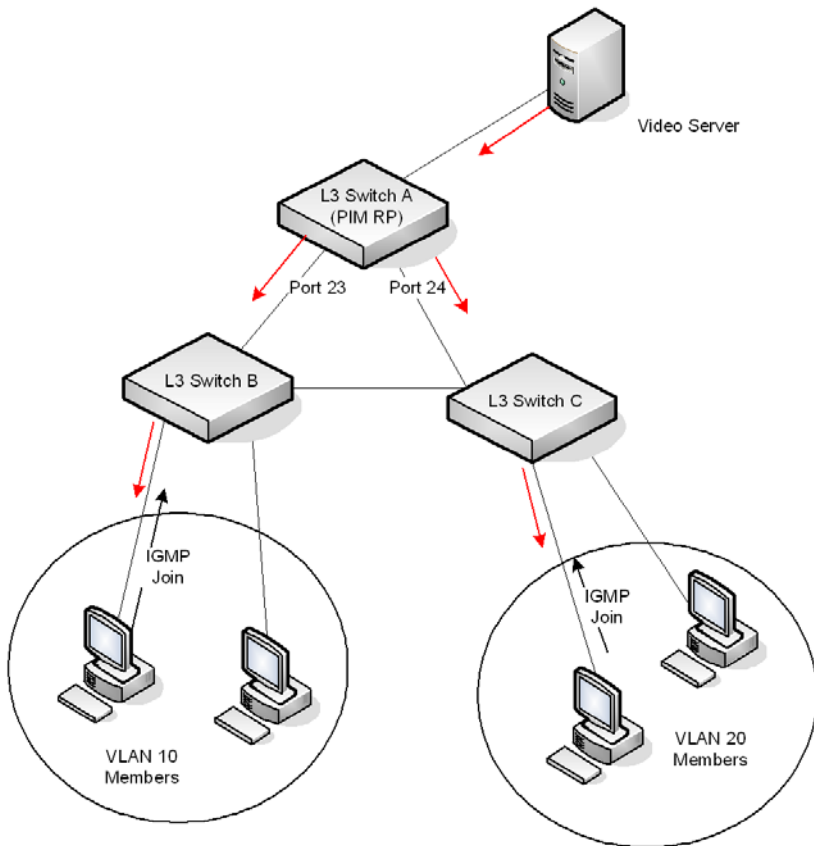 Video Server
L3 Switch A
(PIM RP)
Port 23
Port 24
L3 Switch B
L3 Switch C
IGMP
Join
IGMP
Join
VLAN 10
Members
VLAN 20
Members